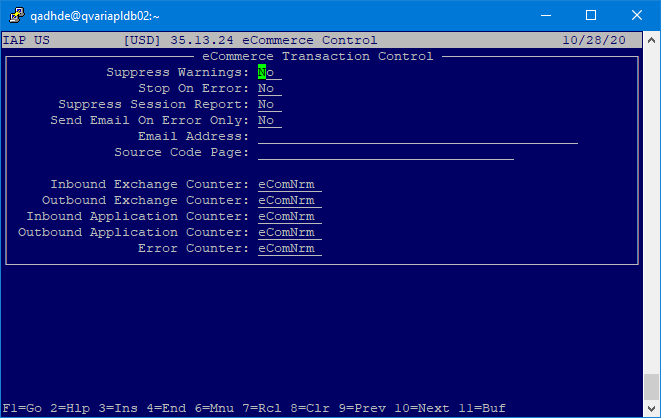 qadhde@qvariapldb02:~
IAP US [USD] 35.13.24 eCommerce Control 10/28/20
eCommerce Transaction Control
Suppress Warnings: No
Stop On Error: No
Suppress Session Report: No
Send Email On Error Only: No
Email Address:
Source Code Page:
Inbound Exchange Counter: eComNrm
Outbound Exchange Counter: eComNrm
Inbound Application Counter: eComNrm
Outbound Application Counter: eComNrm
Error Counter: eComNrm
F1=Go 2=Hlp 3=Ins 4=End 6=Mnu 7=Rcl 8=Clr 9=Prev 10=Next 11=Buf